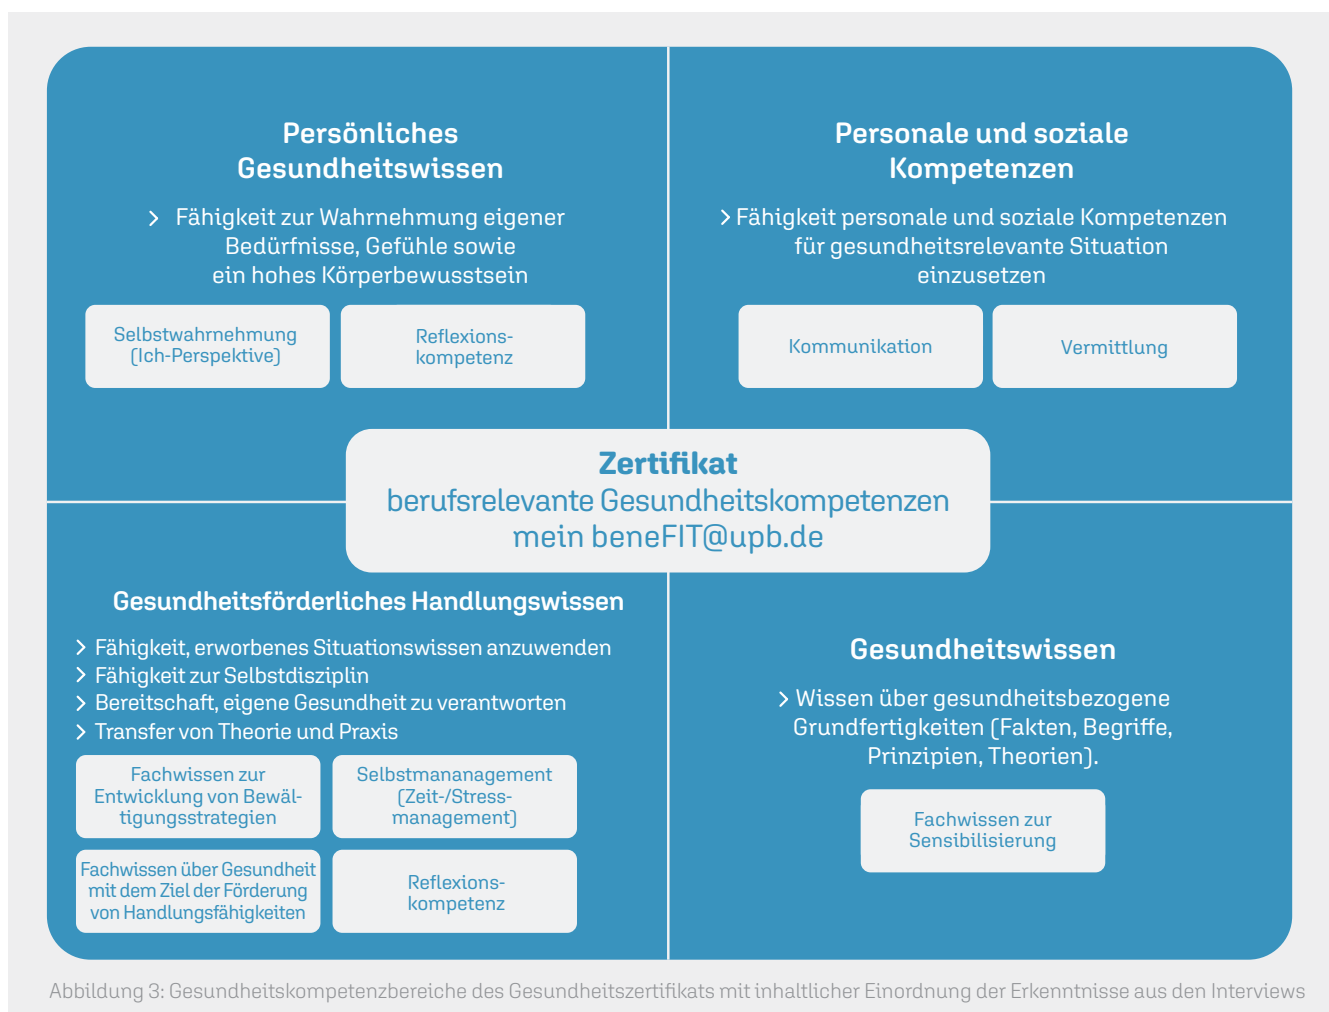 Persönliches
Gesundheitswissen
> Fähigkeit zur Wahrnehmung eigener
Bedürfnisse, Gefühle sowie
ein hohes Körperbewusstsein
Selbstwahrnehmung
(Ich-Perspektive)
Reflexions-
kompetenz
Personale und soziale
Kompetenzen
> Fähigkeit personale und soziale Kompetenzen
für gesundheitsrelevante Situation
einzusetzen
Kommunikation
Vermittlung
Zertifikat
berufsrelevante Gesundheitskompetenzen
mein beneFIT@upb.de
Gesundheitsförderliches Handlungswissen
> Fähigkeit, erworbenes Situationswissen anzuwenden
> Fähigkeit zur Selbstdisziplin
> Bereitschaft, eigene Gesundheit zu verantworten
> Transfer von Theorie und Praxis
Fachwissen zur
Entwicklung von Bewäl-
tigungsstrategien
Selbstmananagement
(Zeit-/Stress-
management)
Fachwissen über Gesundheit
mit dem Ziel der Förderung
von Handlungsfähigkeiten
Reflexions-
kompetenz
Gesundheitswissen
> Wissen über gesundheitsbezogene
Grundfertigkeiten (Fakten, Begriffe,
Prinzipien, Theorien).
Fachwissen zur
Sensibilisierung
Abbildung 3: Gesundheitskompetenzbereiche des Gesundheitszertifikats mit inhaltlicher Einordnung der Erkenntnisse aus den Interviews